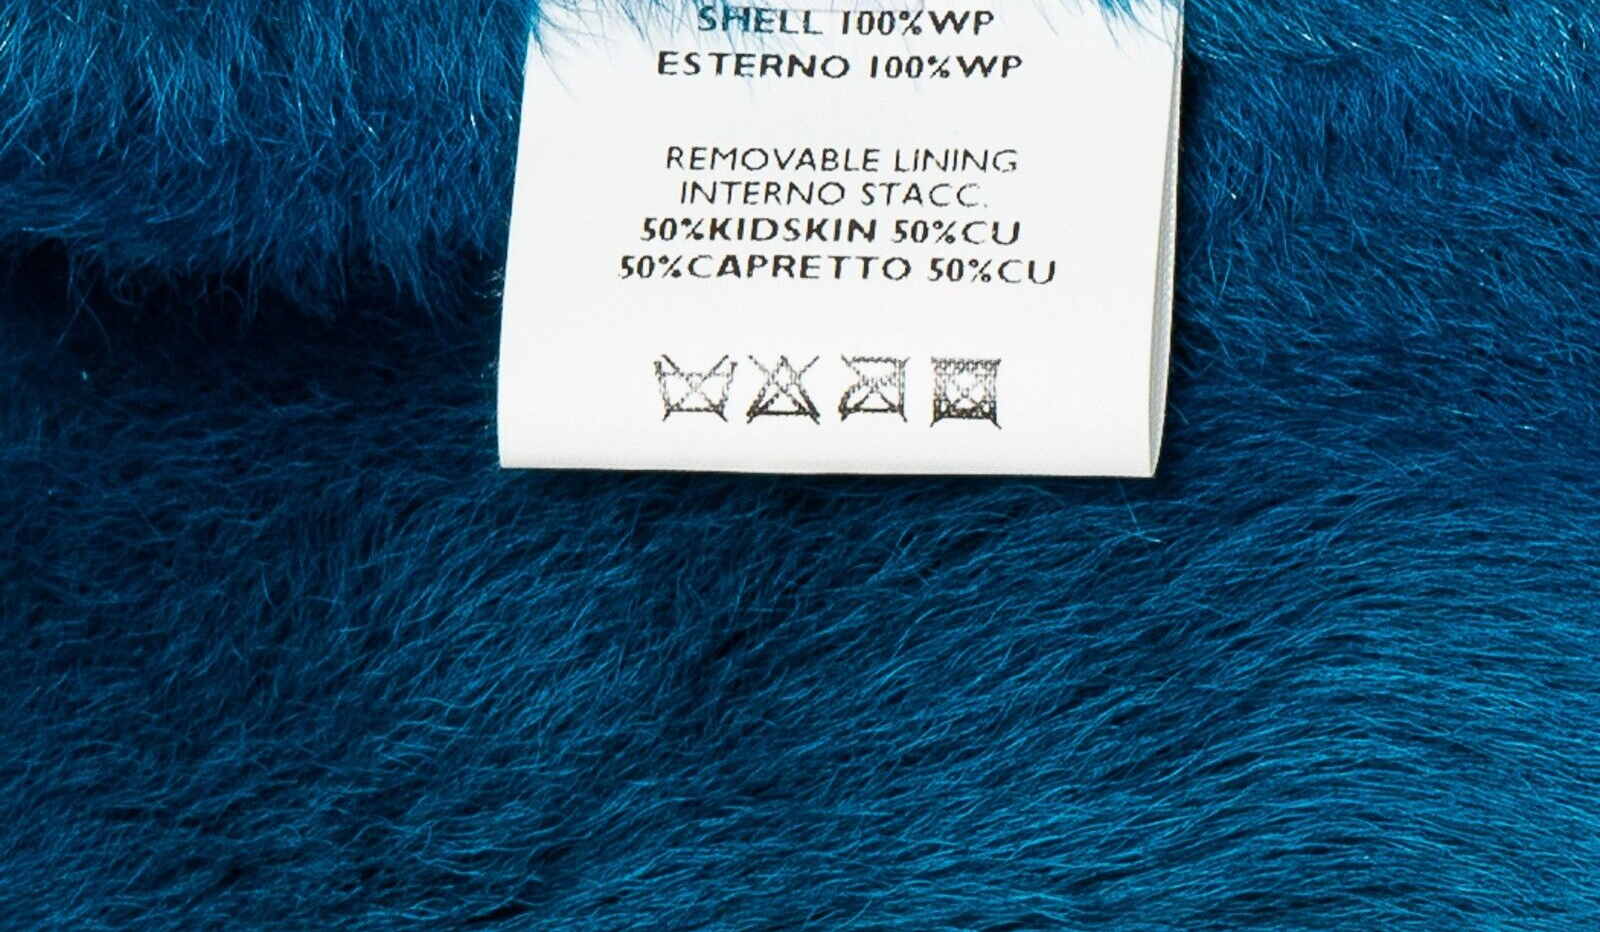 SHELL 100%WP
ESTERNO 100%WP
REMOVABLE LINING
INTERNO STACC.
50%KIDSKIN 50%CU
50%CAPRETTO 50%CU